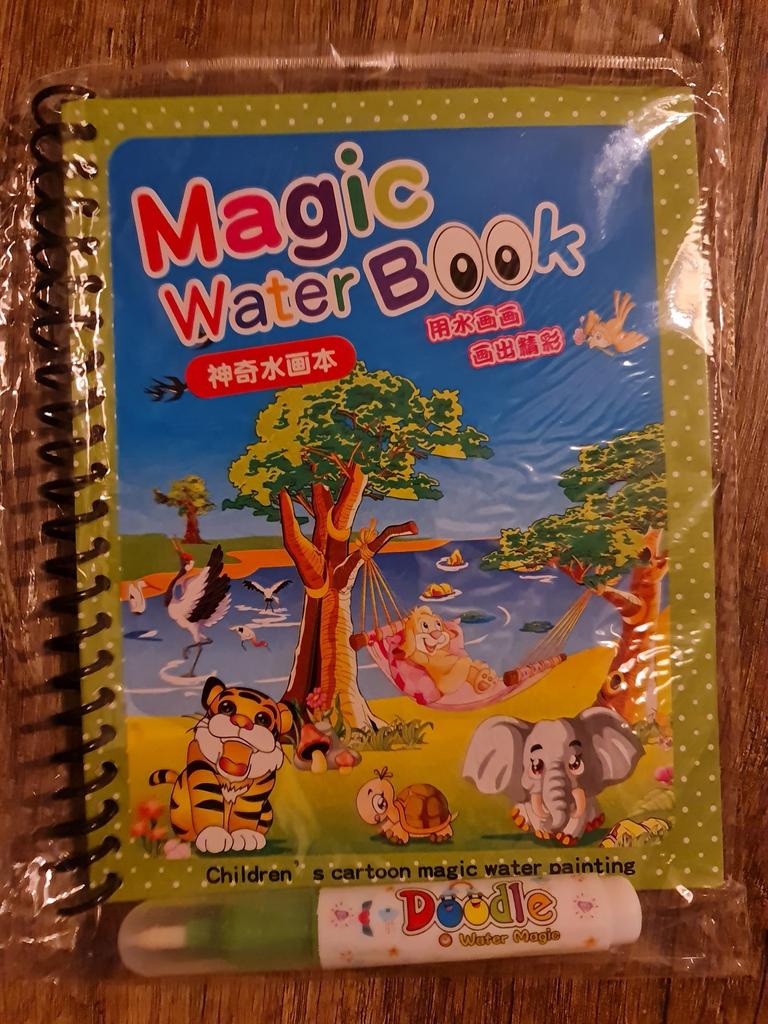 Magic
Water Book
用水画画
画出精彩
神奇水画本
Children's cartoon magic water painting
Doodle
Water Magic